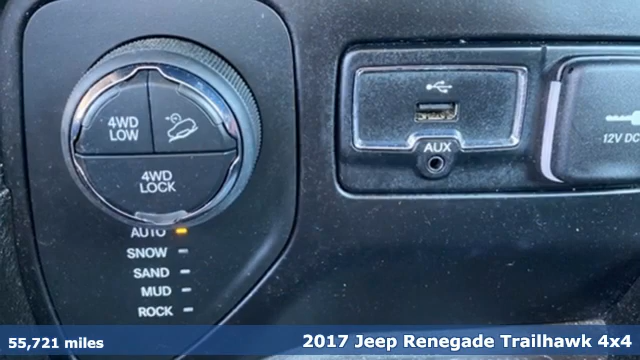 4WD
LOW
4WD
LOCK
AUTO
SNOW
SAND
MUD
ROCK
AUX
12V DC
55,721 miles
2017 Jeep Renegade Trailhawk 4x4